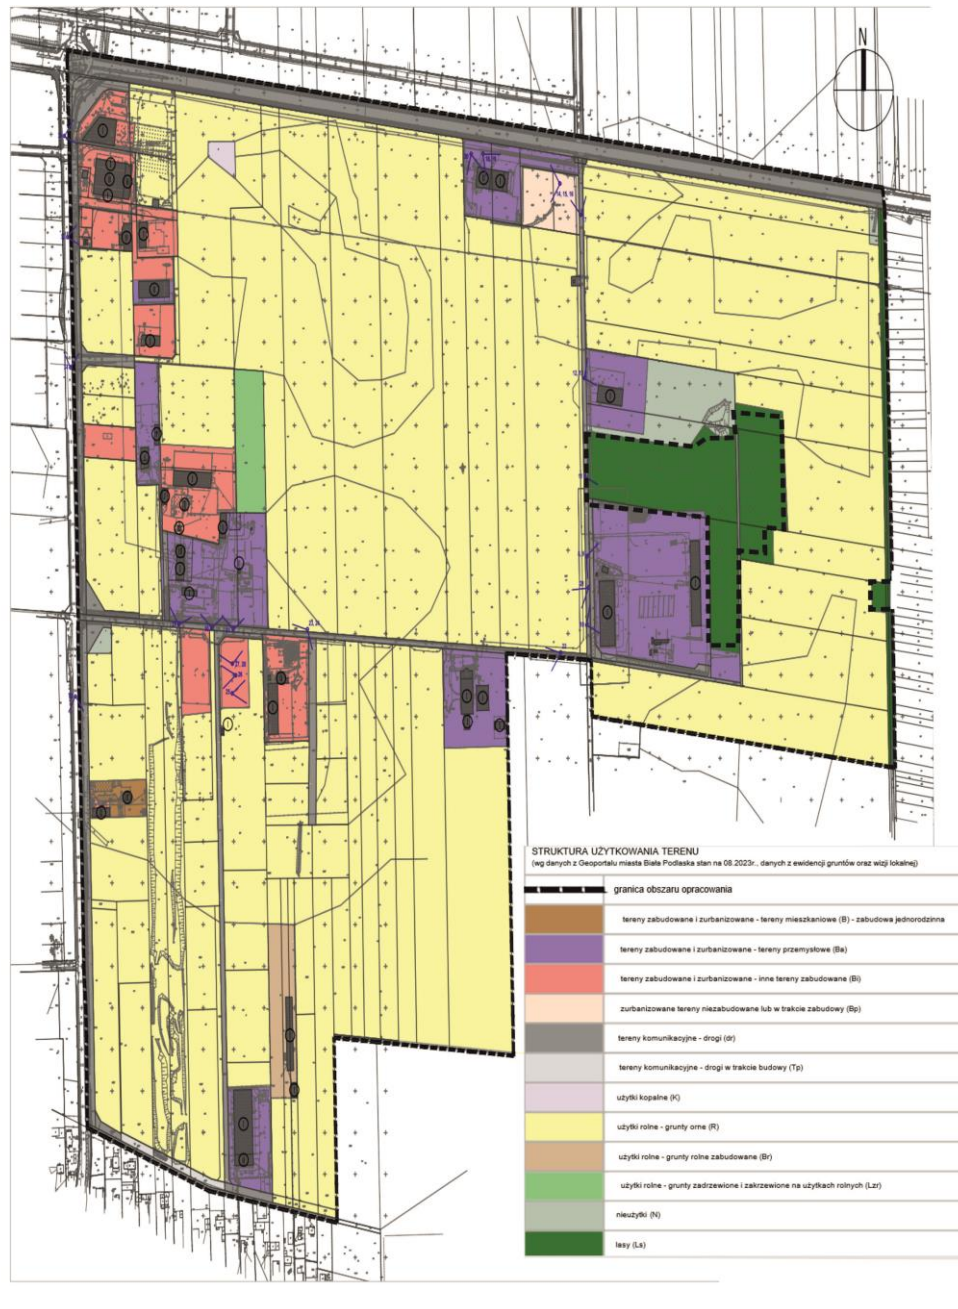 N
STRUKTURA UŻYTKOWANIA TERENU
(wg danych z Geoportalu miasta Biała Podlaska stan na 08.2023r., danych z ewidencji gruntów oraz wizji lokalnej)
granica obszaru opracowania
tereny zabudowane i zurbanizowane - tereny mieszkaniowe (B) - zabudowa jednorodzinna
tereny zabudowane i zurbanizowane - tereny przemysłowe (Ba)
tereny zabudowane i zurbanizowane - inne tereny zabudowane (Bi)
zurbanizowane tereny niezabudowane lub w trakcie zabudowy (Bp)
tereny komunikacyjne - drogi (dr)
tereny komunikacyjne - drogi w trakcie budowy (Tp)
użytki kopalne (K)
użytki rolne - grunty orne (R)
użytki rolne - grunty rolne zabudowane (Br)
użytki rolne - grunty zadrzewione i zakrzewione na użytkach rolnych (Lzr)
nieużytki (N)
lasy (Ls)